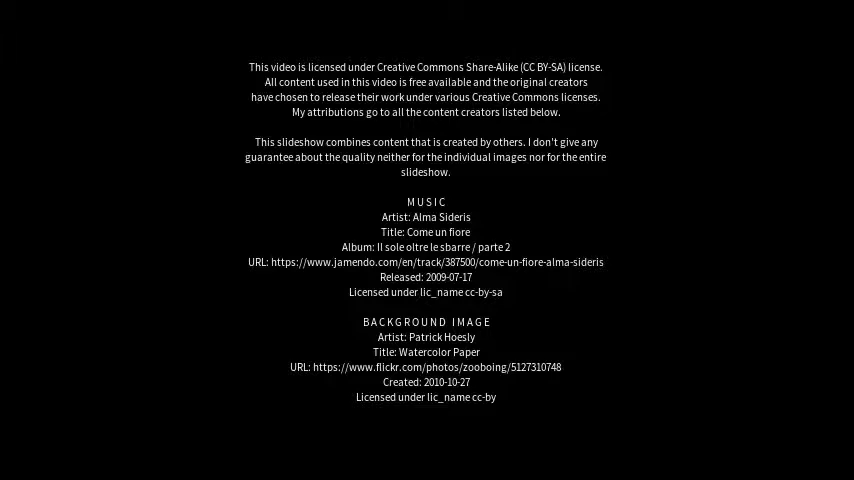 This video is licensed under Creative Commons Share-Alike (CC BY-SA) license.
All content used in this video is free available and the original creators
have chosen to release their work under various Creative Commons licenses.
My attributions go to all the content creators listed below.
This slideshow combines content that is created by others. I don't give any
guarantee about the quality neither for the individual images nor for the entire
slideshow.
MUSIC
Artist: Alma Sideris
Title: Come un fiore
Album: Il sole oltre le sbarre / parte 2
URL: https://www.jamendo.com/en/track/387500/come-un-fiore-alma-sideris
Released: 2009-07-17
Licensed under lic_name cc-by-sa
BACKGROUND IMAGE
Artist: Patrick Hoesly
Title: Watercolor Paper
URL: https://www.flickr.com/photos/zooboing/5127310748
Created: 2010-10-27
Licensed under lic_name cc-by